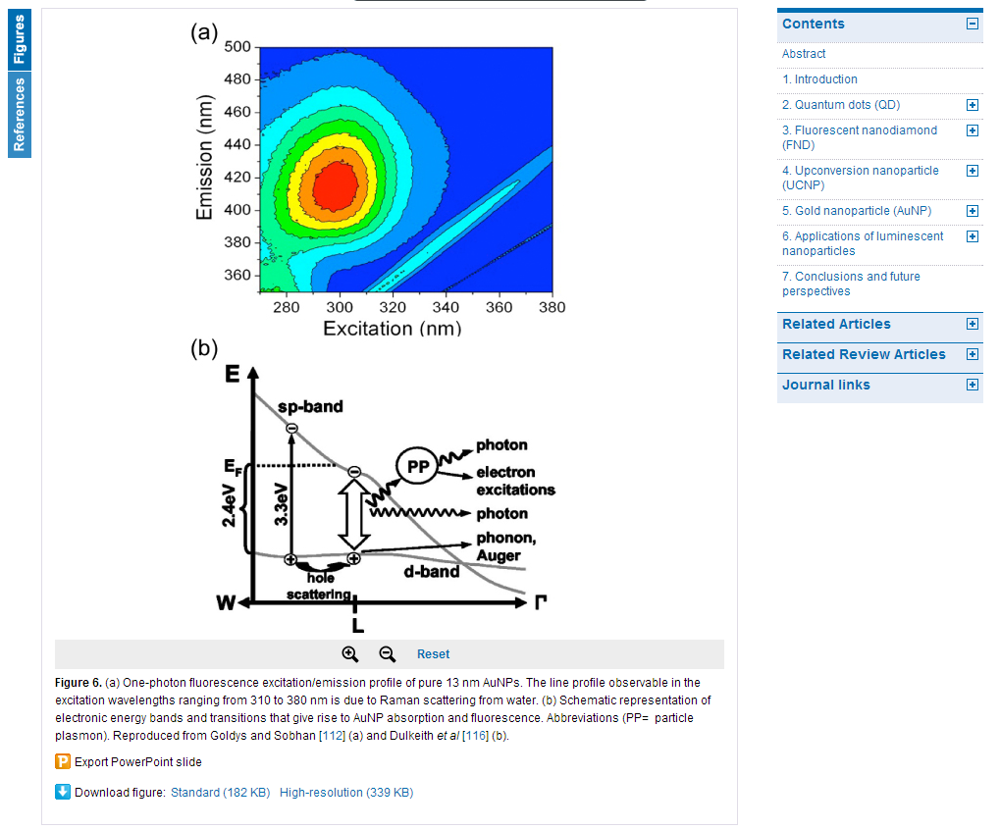 Figures
References
(a)
500
480
460
440
420
400
380
360
Emission (nm)
280 300 320 340 360 380
Excitation (nm)
(b)
E
sp-band
E_F
2.4eV
3.3eV
PP
photon
electron
excitations
photon
phonon,
Auger
d-band
hole
scattering
W
L
Γ
Reset
Figure 6. (a) One-photon fluorescence excitation/emission profile of pure 13 nm AuNPs. The line profile observable in the
excitation wavelengths ranging from 310 to 380 nm is due to Raman scattering from water. (b) Schematic representation of
electronic energy bands and transitions that give rise to AuNP absorption and fluorescence. Abbreviations (PP= particle
plasmon). Reproduced from Goldys and Sobhan [112] (a) and Dulkeith et al [116] (b).
P Export PowerPoint slide
Download figure: Standard (182 KB) High-resolution (339 KB)
Contents
Abstract
1. Introduction
2. Quantum dots (QD)
3. Fluorescent nanodiamond
(FND)
4. Upconversion nanoparticle
(UCNP)
5. Gold nanoparticle (AuNP)
6. Applications of luminescent
nanoparticles
7. Conclusions and future
perspectives
Related Articles
Related Review Articles
Journal links